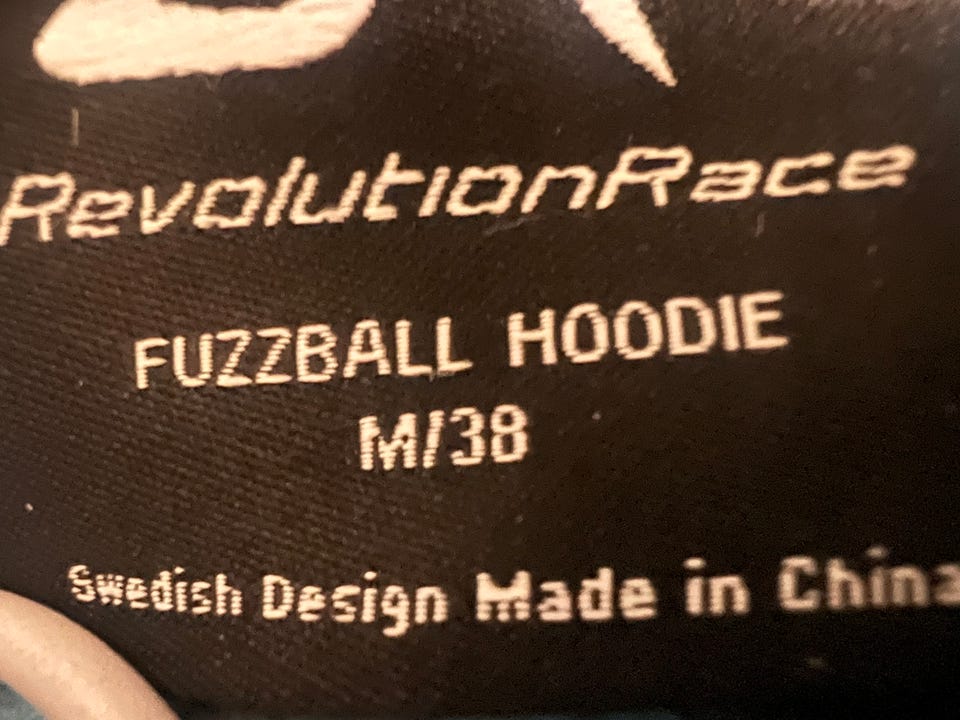 RevolutionRace
FUZZBALL HOODIE
M/38
Swedish Design Made in China